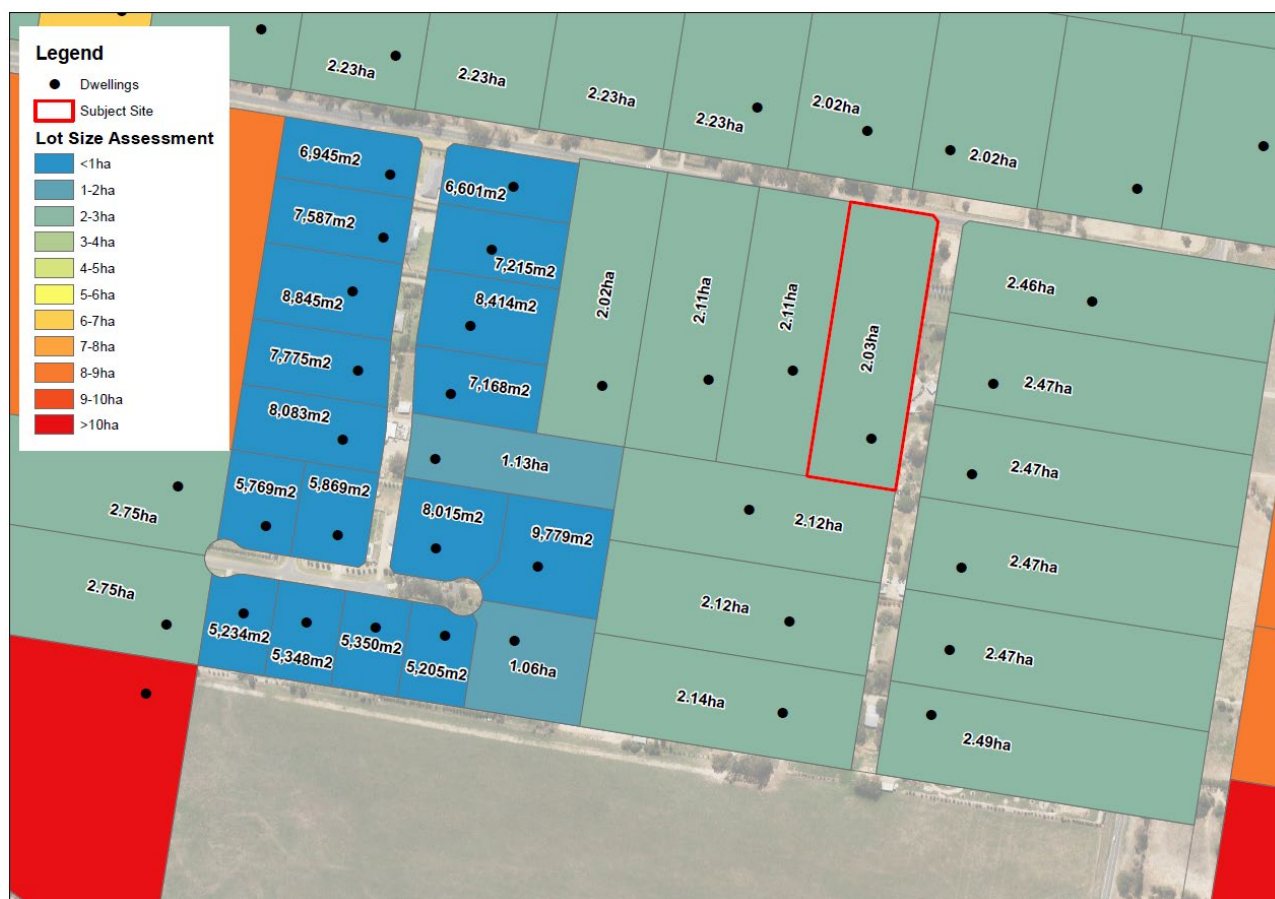 Legend
Dwellings
Subject Site
Lot Size Assessment
<1ha
1-2ha
2-3ha
3-4ha
4-5ha
5-6ha
6-7ha
7-8ha
8-9ha
9-10ha
>10ha
2.23ha
2.23ha
2.23ha
2.23ha
2.02ha
2.02ha
6,945m2
7,587m2
8,845m2
7,775m2
8,083m2
5,769m2
5,869m2
6,601m2
7,215m2
8,414m2
7,168m2
1.13ha
8,015m2
9,779m2
2.02ha
2.11ha
2.11ha
2.03ha
2.46ha
2.47ha
2.47ha
2.47ha
2.47ha
2.49ha
2.12ha
2.12ha
2.14ha
2.75ha
2.75ha
5,234m2
5,348m2
5,350m2
5,205m2
1.06ha